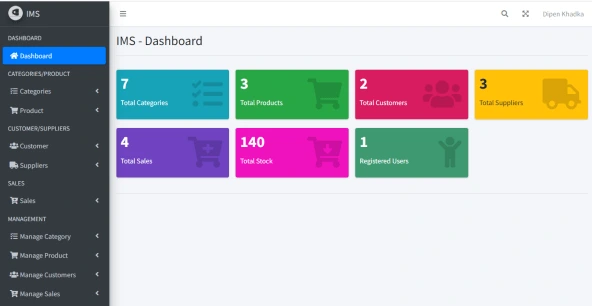 IMS
Dipen Khadka
DASHBOARD
Dashboard
CATEGORIES/PRODUCT
Categories
Product
CUSTOMER/SUPPLIERS
Customer
Suppliers
SALES
Sales
MANAGEMENT
Manage Category
Manage Product
Manage Customers
Manage Sales
IMS - Dashboard
7
Total Categories
3
Total Products
2
Total Customers
3
Total Suppliers
4
Total Sales
140
Total Stock
1
Registered Users